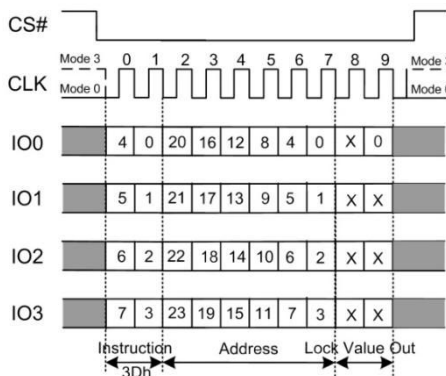 CS#
Mode 3 0 1 2 3 4 5 6 7 8 9 Mode 3
CLK Mode 0
IO0 4 0 20 16 12 8 4 0 X 0
IO1 5 1 21 17 13 9 5 1 X X
IO2 6 2 22 18 14 10 6 2 X X
IO3 7 3 23 19 15 11 7 3 X X
Instruction Address Lock Value Out
3Dh